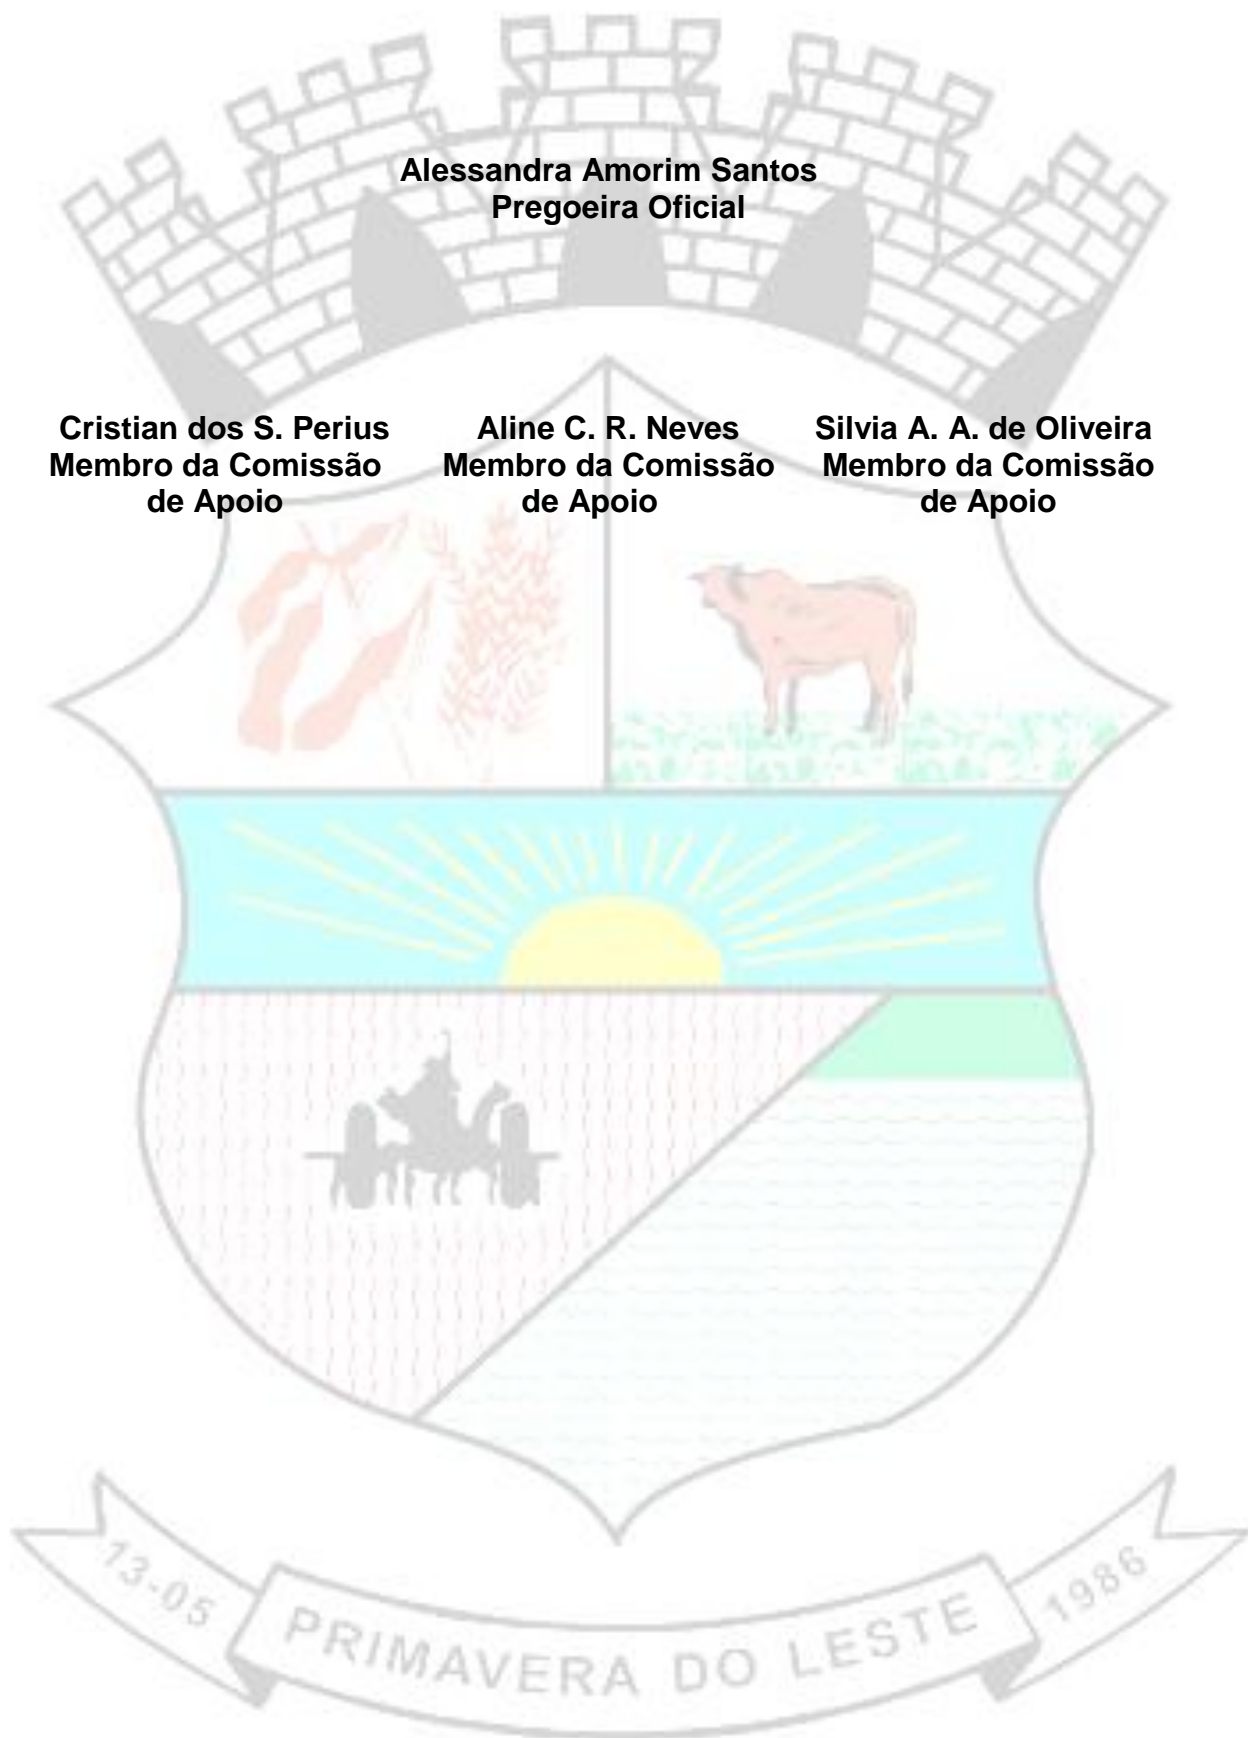 Alessandra Amorim Santos
Pregoeira Oficial
Cristian dos S. Perius
Membro da Comissão
de Apoio
Aline C. R. Neves
Membro da Comissão
de Apoio
Silvia A. A. de Oliveira
Membro da Comissão
de Apoio
13-05
PRIMAVERA DO LESTE
1986